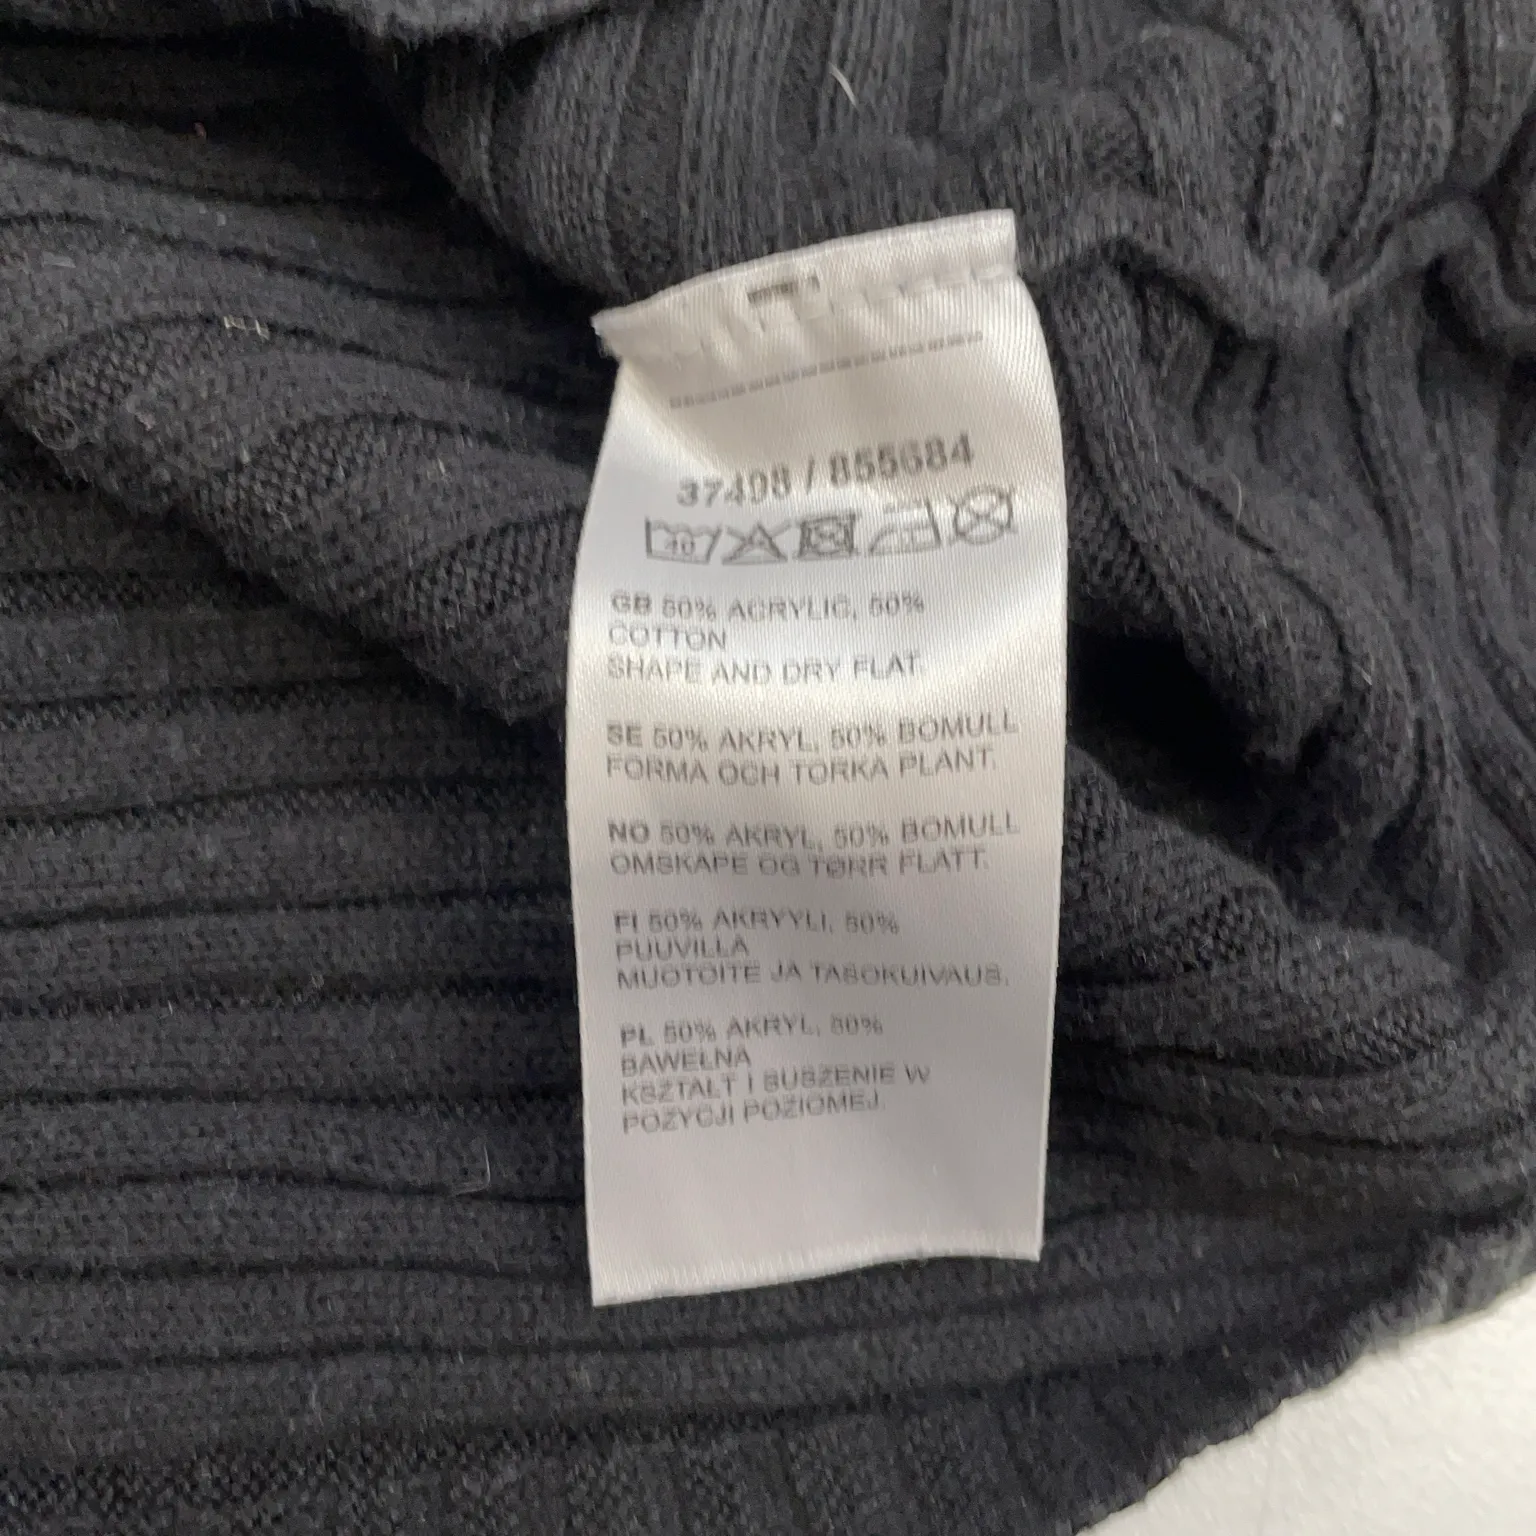 37498 / 855684
40
GB 50% ACRYLIC, 50%
COTTON
SHAPE AND DRY FLAT.
SE 50% AKRYL, 50% BOMULL
FORMA OCH TORKA PLANT.
NO 50% AKRYL, 50% BOMULL
OMSKAPE OG TØRR FLATT.
FI 50% AKRYYLI, 50%
PUUVILLA
MUOTOITE JA TASOKUIVAUS.
PL 50% AKRYL, 50%
BAWEŁNA
KSZTALT I SUSZENIE W
POZYCJI POZIOMEJ.